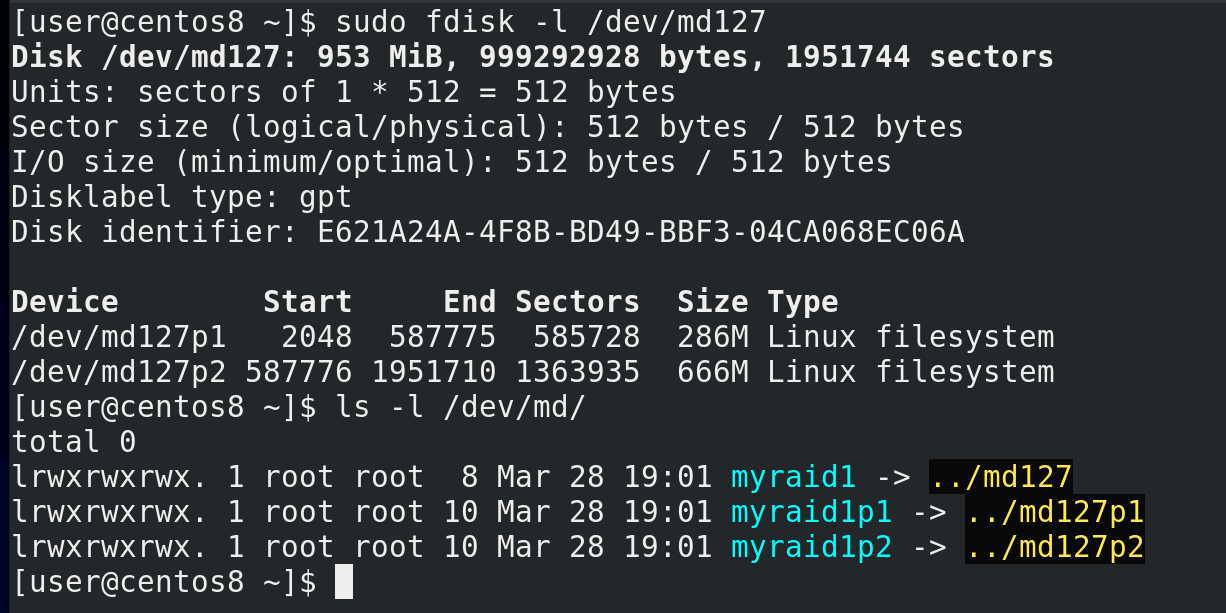 [user@centos8 ~]$ sudo fdisk -l /dev/md127
Disk /dev/md127: 953 MiB, 999292928 bytes, 1951744 sectors
Units: sectors of 1 * 512 = 512 bytes
Sector size (logical/physical): 512 bytes / 512 bytes
I/O size (minimum/optimal): 512 bytes / 512 bytes
Disklabel type: gpt
Disk identifier: E621A24A-4F8B-BD49-BBF3-04CA068EC06A

Device        Start     End Sectors  Size Type
/dev/md127p1   2048  587775  585728  286M Linux filesystem
/dev/md127p2 587776 1951710 1363935  666M Linux filesystem
[user@centos8 ~]$ ls -l /dev/md/
total 0
lrwxrwxrwx. 1 root root  8 Mar 28 19:01 myraid1 -> ../md127
lrwxrwxrwx. 1 root root 10 Mar 28 19:01 myraid1p1 -> ../md127p1
lrwxrwxrwx. 1 root root 10 Mar 28 19:01 myraid1p2 -> ../md127p2
[user@centos8 ~]$